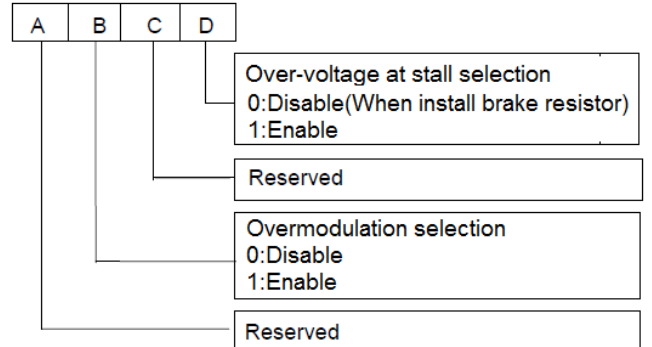 A B C D
Over-voltage at stall selection
0:Disable(When install brake resistor)
1:Enable
Reserved
Overmodulation selection
0:Disable
1:Enable
Reserved